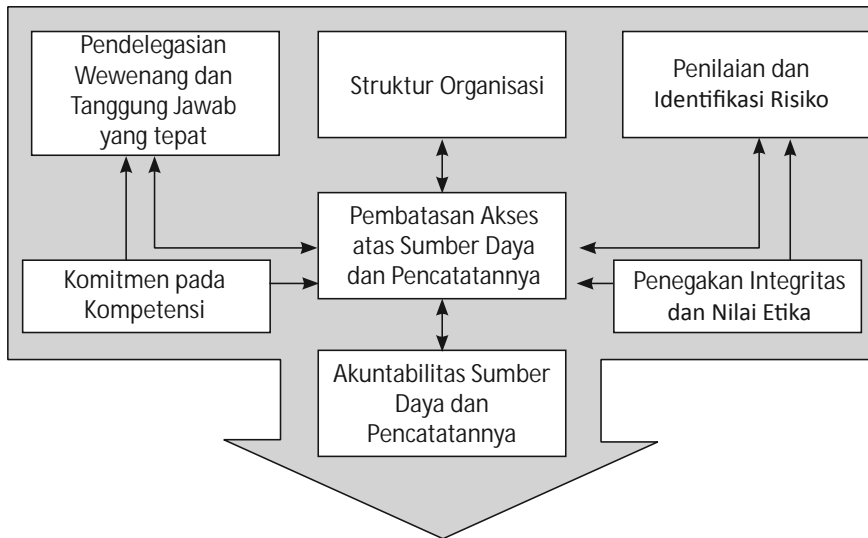 Pendelegasian
Wewenang dan
Tanggung Jawab
yang tepat
Struktur Organisasi
Penilaian dan
Identifikasi Risiko
Pembatasan Akses
atas Sumber Daya
dan Pencatatannya
Komitmen pada
Kompetensi
Penegakan Integritas
dan Nilai Etika
Akuntabilitas Sumber
Daya dan
Pencatatannya